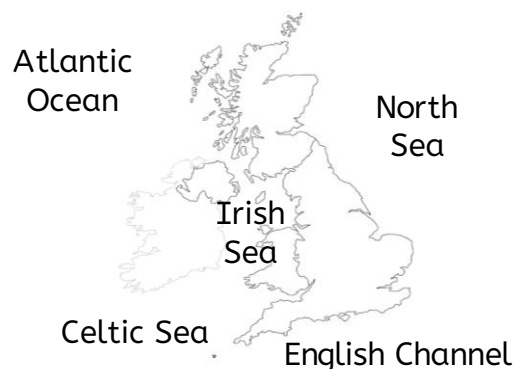 Atlantic
Ocean
North
Sea
Irish
Sea
Celtic Sea
English Channel